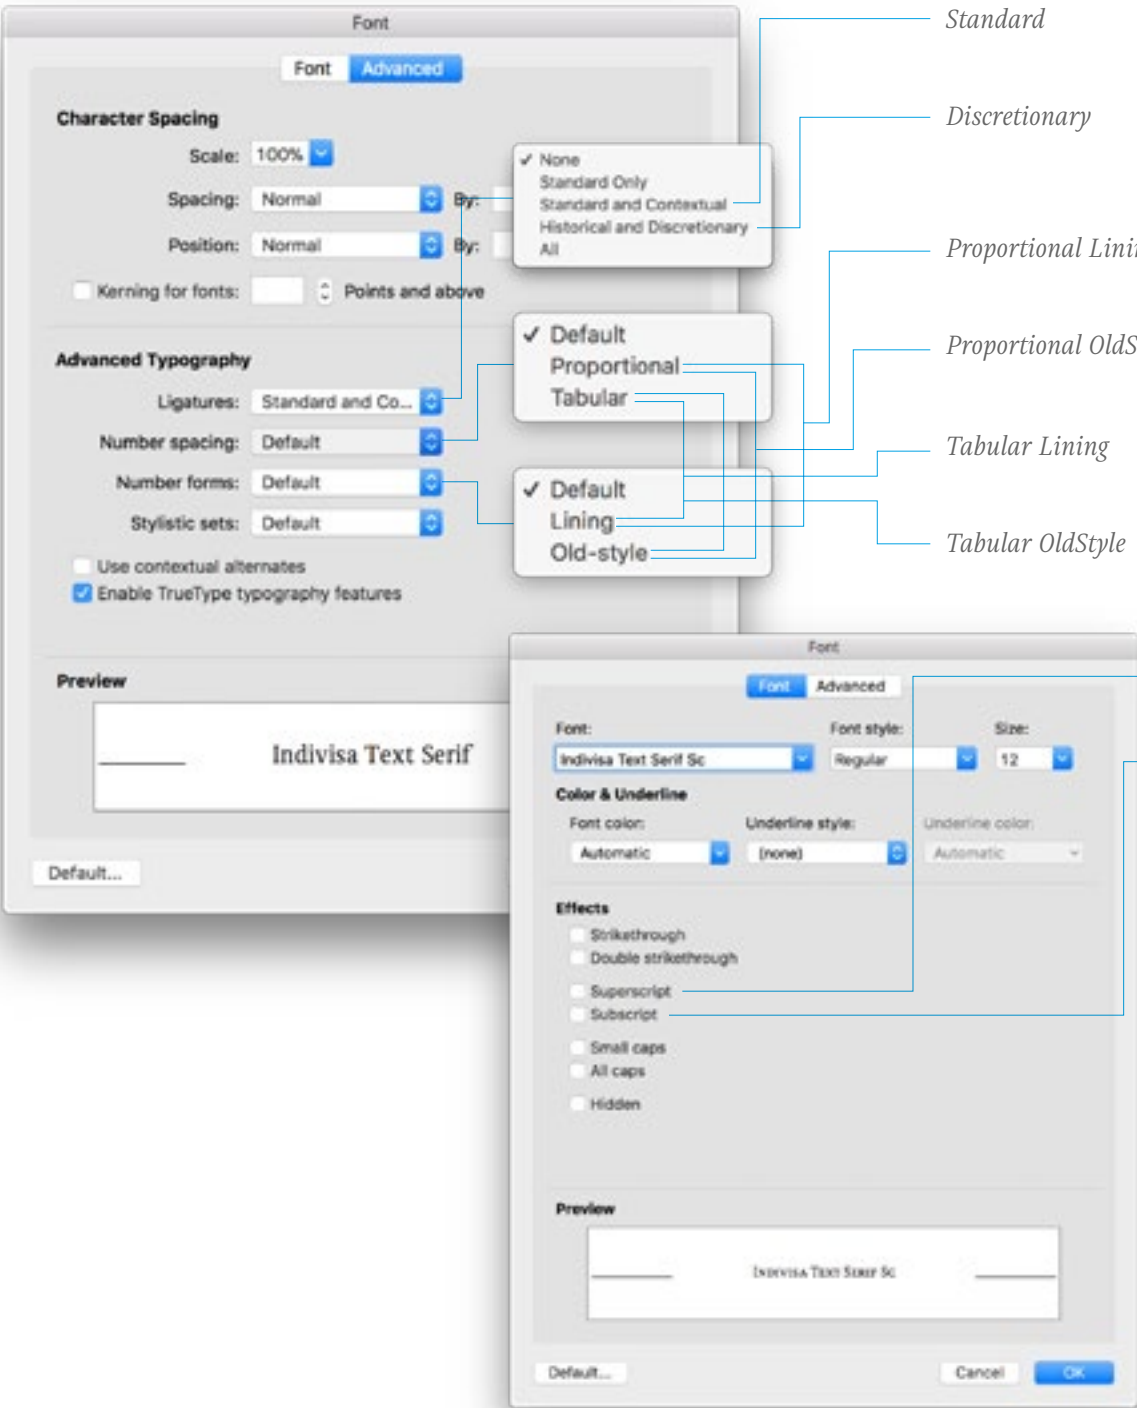 Font
Font Advanced
Character Spacing
Scale: 100%
Spacing: Normal By:
Position: Normal By:
Kerning for fonts: Points and above
Advanced Typography
Ligatures: Standard and Co...
Number spacing: Default
Number forms: Default
Stylistic sets: Default
Use contextual alternates
Enable TrueType typography features
Preview
Indivisa Text Serif
Default...
✓ None
Standard Only
Standard and Contextual
Historical and Discretionary
All
✓ Default
Proportional
Tabular
✓ Default
Lining
Old-style
Standard
Discretionary
Proportional Linin
Proportional OldS
Tabular Lining
Tabular OldStyle
Font
Font Advanced
Font: Font style: Size:
Indivisa Text Serif Sc Regular 12
Color & Underline
Font color: Underline style: Underline color:
Automatic (none) Automatic
Effects
Strikethrough
Double strikethrough
Superscript
Subscript
Small caps
All caps
Hidden
Preview
Indivisa Text Serif Sc
Default... Cancel OK